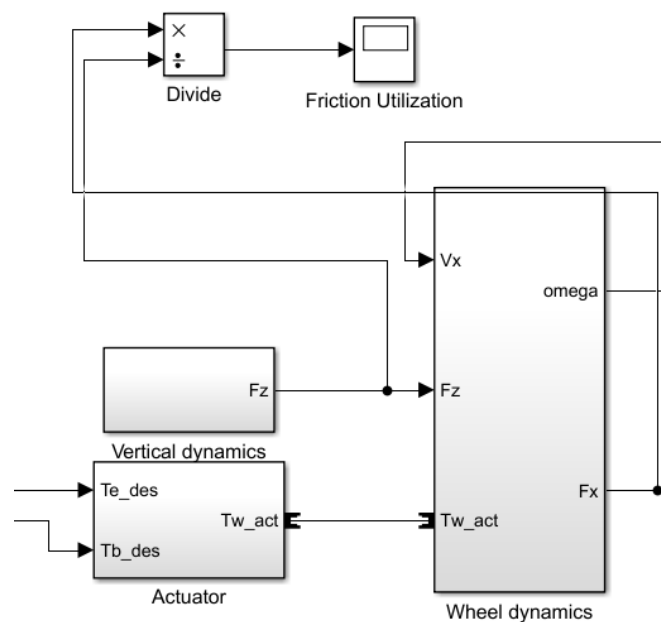 ×
÷
Divide
Friction Utilization
Vx
omega
Fz
Fz
Vertical dynamics
Te_des
Fx
Tw_act
Tw_act
Tb_des
Actuator
Wheel dynamics